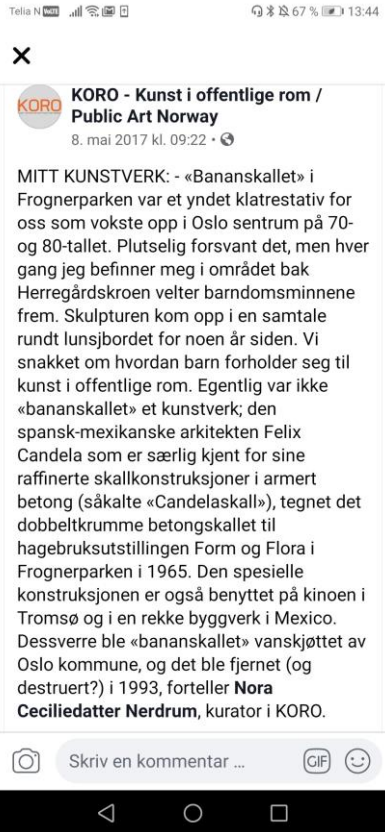 Telia N VoLTE 67 % 13:44
KORO
KORO - Kunst i offentlige rom /
Public Art Norway
8. mai 2017 kl. 09:22 •
MITT KUNSTVERK: - «Bananskallet» i
Frognerparken var et yndet klatrestativ for
oss som vokste opp i Oslo sentrum på 70-
og 80-tallet. Plutselig forsvant det, men hver
gang jeg befinner meg i området bak
Herregårdskroen velter barndomsminnene
frem. Skulpturen kom opp i en samtale
rundt lunsjbordet for noen år siden. Vi
snakket om hvordan barn forholder seg til
kunst i offentlige rom. Egentlig var ikke
«bananskallet» et kunstverk; den
spansk-mexikanske arkitekten Felix
Candela som er særlig kjent for sine
raffinerte skallkonstruksjoner i armert
betong (såkalte «Candelaskall»), tegnet det
dobbeltkrumme betongskallet til
hagebruksutstillingen Form og Flora i
Frognerparken i 1965. Den spesielle
konstruksjonen er også benyttet på kinoen i
Tromsø og i en rekke byggverk i Mexico.
Dessverre ble «bananskallet» vanskjøttet av
Oslo kommune, og det ble fjernet (og
destruert?) i 1993, forteller Nora
Ceciliedatter Nerdrum, kurator i KORO.
Skriv en kommentar ... GIF